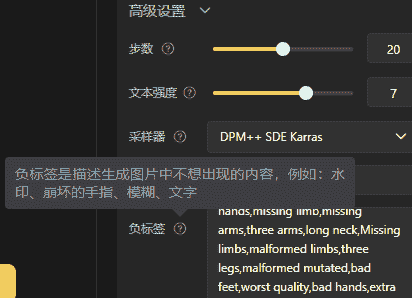 高级设置
步数
20
文本强度
7
采样器
DPM++ SDE Karras
负标签是描述生成图片中不想出现的内容，例如：水
印、崩坏的手指、模糊、文字
负标签
hands,missing limb,missing
arms,three arms,long neck,Missing
limbs,malformed limbs,three
legs,malformed mutated,bad
feet,worst quality,bad hands,extra